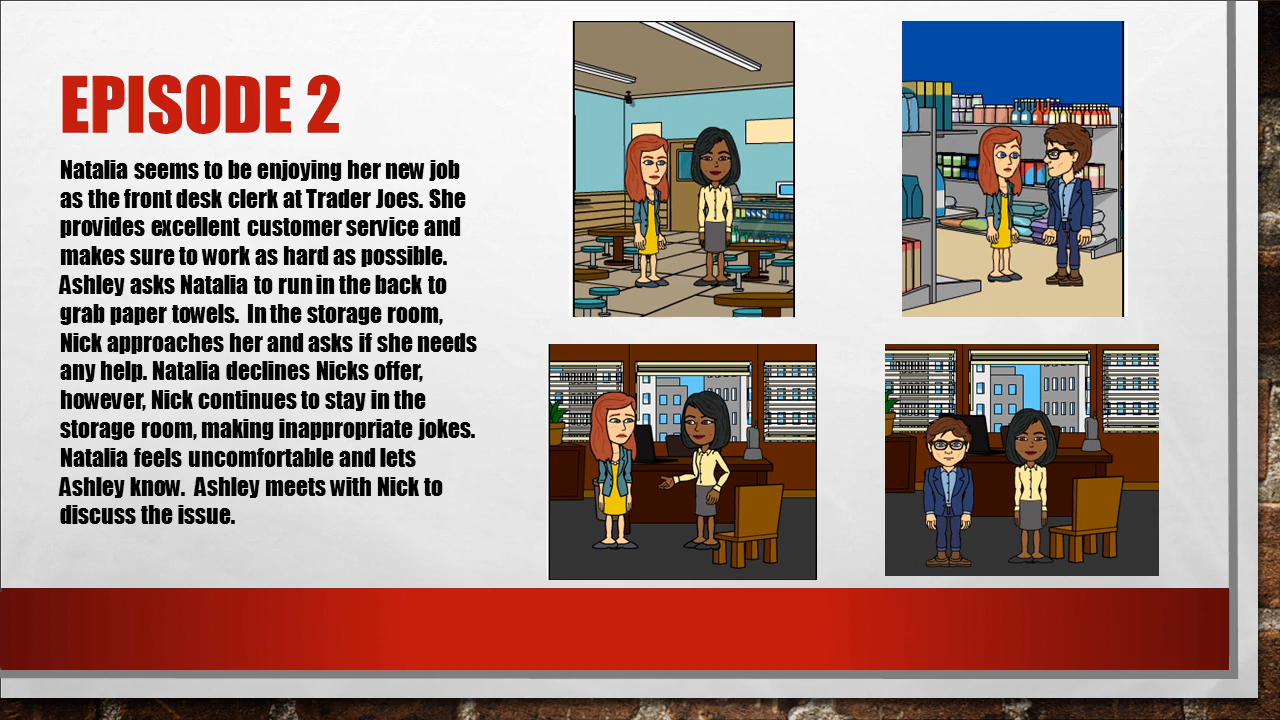 EPISODE 2
Natalia seems to be enjoying her new job
as the front desk clerk at Trader Joes. She
provides excellent customer service and
makes sure to work as hard as possible.
Ashley asks Natalia to run in the back to
grab paper towels. In the storage room,
Nick approaches her and asks if she needs
any help. Natalia declines Nicks offer,
however, Nick continues to stay in the
storage room, making inappropriate jokes.
Natalia feels uncomfortable and lets
Ashley know. Ashley meets with Nick to
discuss the issue.